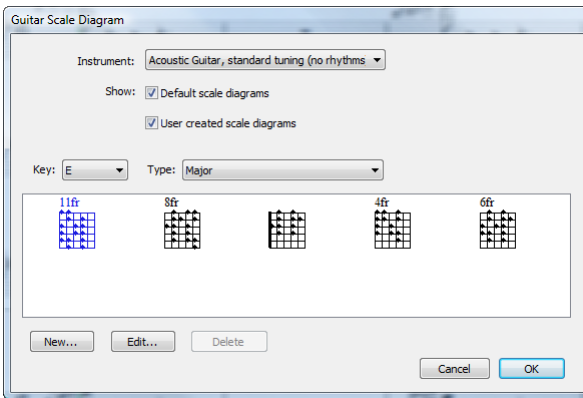 Guitar Scale Diagram
Instrument: Acoustic Guitar, standard tuning (no rhythms
Show: Default scale diagrams
User created scale diagrams
Key: E Type: Major
11fr 8fr 4fr 6fr
New... Edit... Delete
Cancel OK